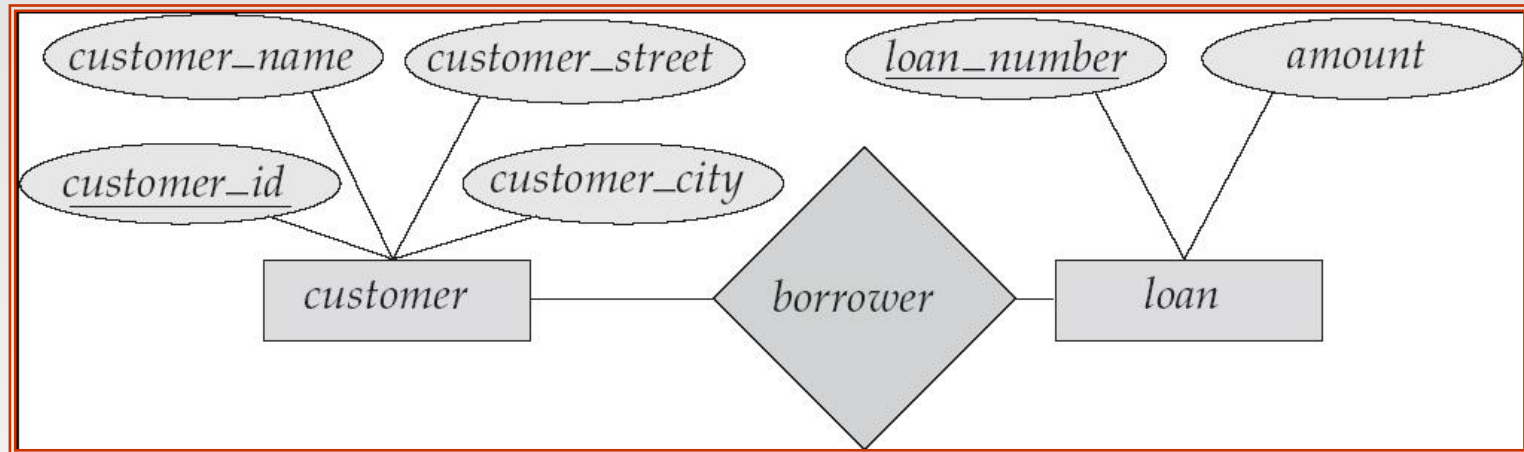 customer_name
customer_street
loan_number
amount
customer_id
customer_city
customer
borrower
loan